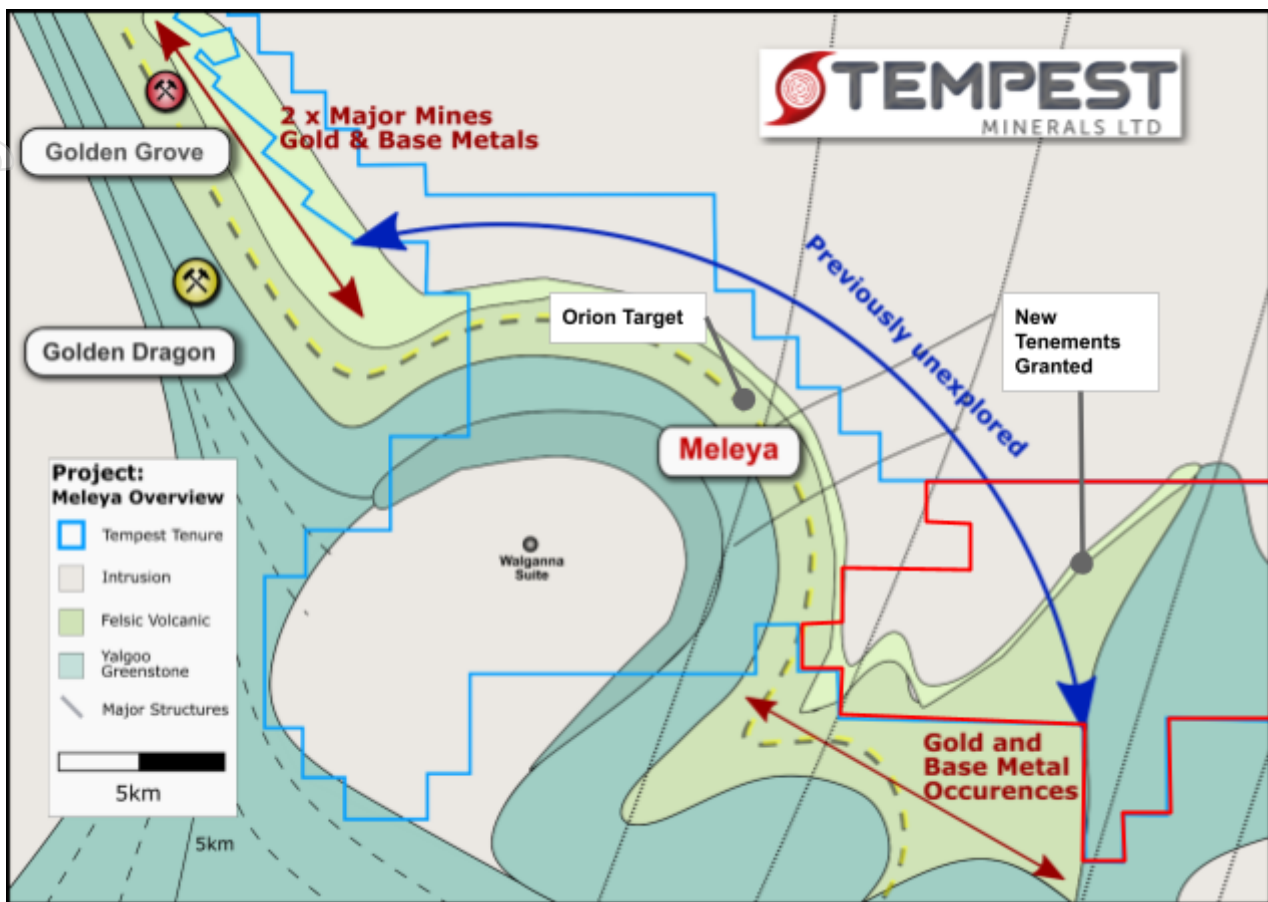 TEMPEST
MINERALS LTD
2 x Major Mines
Gold & Base Metals
Golden Grove
Golden Dragon
Previously unexplored
Orion Target
New
Tenements
Granted
Meleya
Project:
Meleya Overview
Tempest Tenure
Intrusion
Felsic Volcanic
Yalgoo
Greenstone
Major Structures
5km
5km
Walganna
Suite
Gold and
Base Metal
Occurences